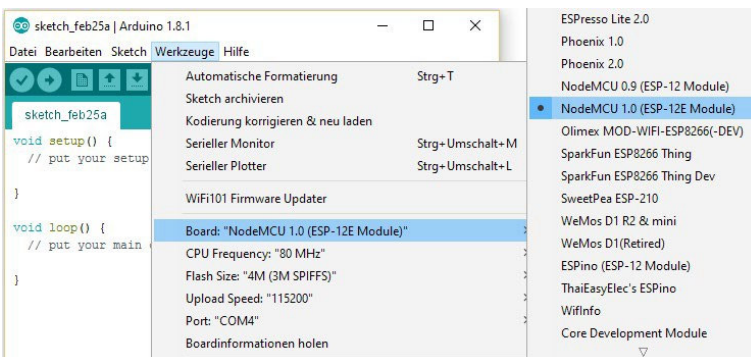 sketch_feb25a | Arduino 1.8.1
Datei Bearbeiten Sketch Werkzeuge Hilfe
sketch_feb25a
void setup() {
// put your setup
}
void loop() {
// put your main
}
Automatische Formatierung Strg+T
Sketch archivieren
Kodierung korrigieren & neu laden
Serieller Monitor Strg+Umschalt+M
Serieller Plotter Strg+Umschalt+L
WiFi101 Firmware Updater
Board: "NodeMCU 1.0 (ESP-12E Module)"
CPU Frequency: "80 MHz"
Flash Size: "4M (3M SPIFFS)"
Upload Speed: "115200"
Port: "COM4"
Boardinformationen holen
ESPresso Lite 2.0
Phoenix 1.0
Phoenix 2.0
NodeMCU 0.9 (ESP-12 Module)
NodeMCU 1.0 (ESP-12E Module)
Olimex MOD-WIFI-ESP8266(-DEV)
SparkFun ESP8266 Thing
SparkFun ESP8266 Thing Dev
SweetPea ESP-210
WeMos D1 R2 & mini
WeMos D1(Retired)
ESPino (ESP-12 Module)
ThaiEasyElec's ESPino
WifInfo
Core Development Module